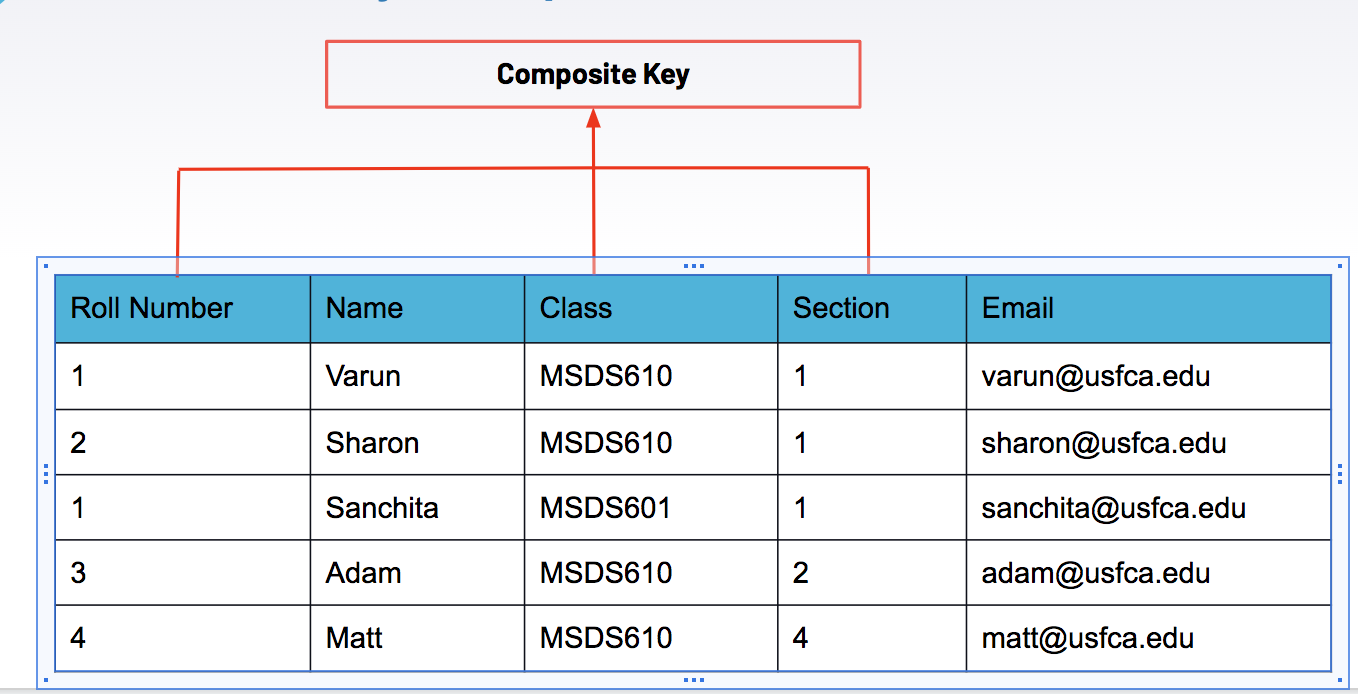 Composite Key
Roll Number Name Class Section Email
1 Varun MSDS610 1 varun@usfca.edu
2 Sharon MSDS610 1 sharon@usfca.edu
1 Sanchita MSDS601 1 sanchita@usfca.edu
3 Adam MSDS610 2 adam@usfca.edu
4 Matt MSDS610 4 matt@usfca.edu